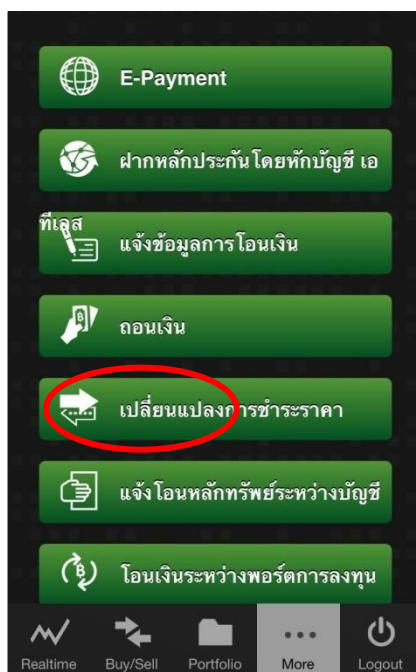 E-Payment
ฝากหลักประกันโดยหักบัญชี เอ
ทีเอส
แจ้งข้อมูลการโอนเงิน
ถอนเงิน
เปลี่ยนแปลงการชำระราคา
แจ้งโอนหลักทรัพย์ระหว่างบัญชี
โอนเงินระหว่างพอร์ตการลงทุน
Realtime Buy/Sell Portfolio More Logout